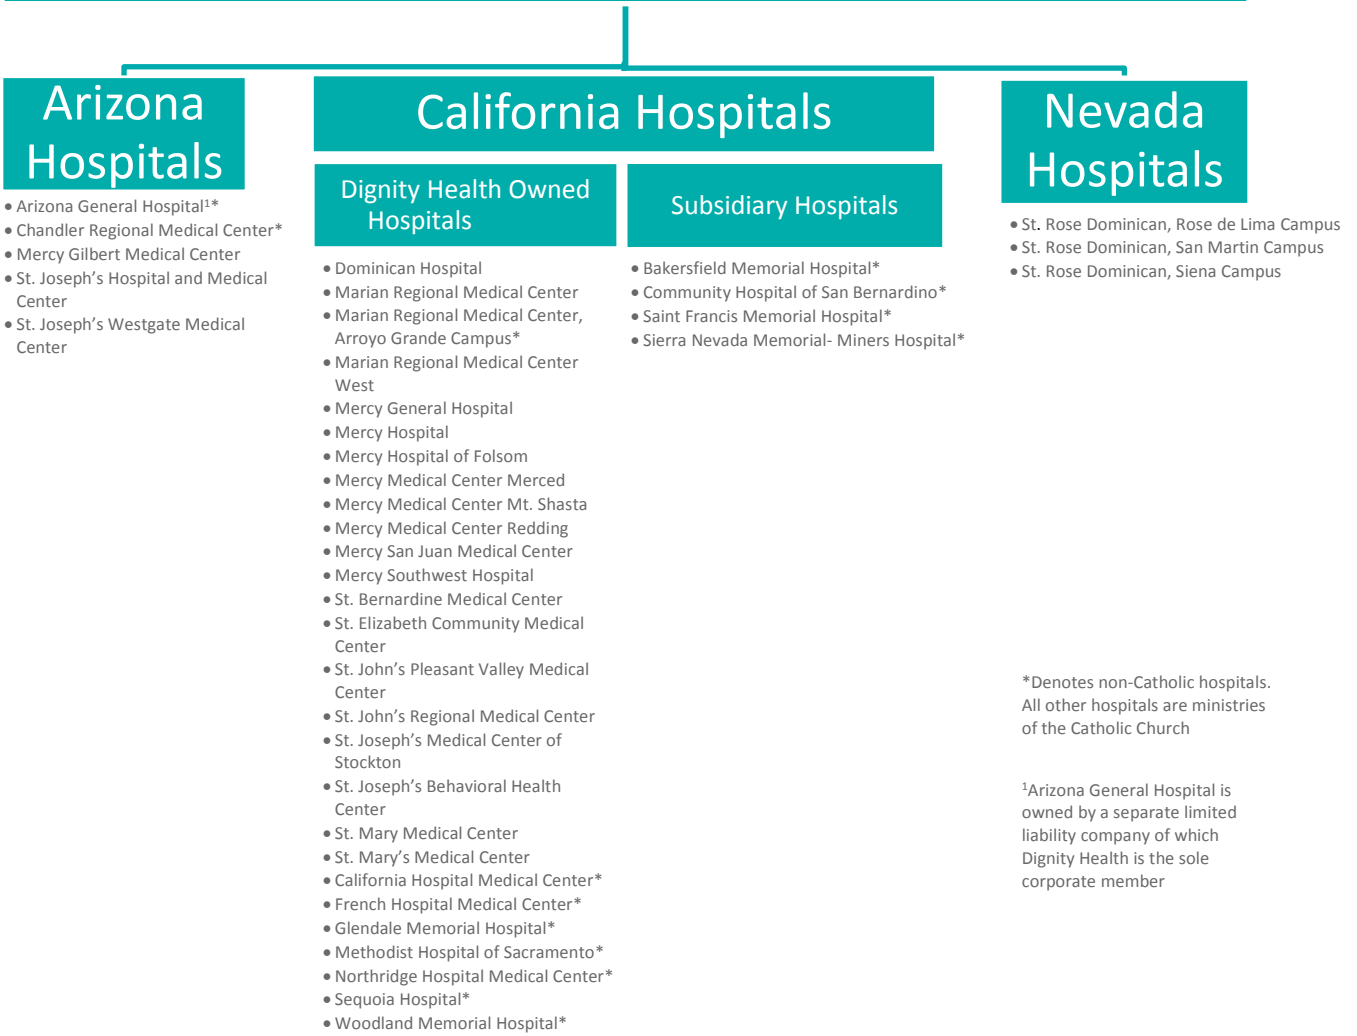 Arizona
Hospitals
• Arizona General Hospital¹*
• Chandler Regional Medical Center*
• Mercy Gilbert Medical Center
• St. Joseph’s Hospital and Medical
Center
• St. Joseph’s Westgate Medical
Center
California Hospitals
Dignity Health Owned
Hospitals
• Dominican Hospital
• Marian Regional Medical Center
• Marian Regional Medical Center,
Arroyo Grande Campus*
• Marian Regional Medical Center
West
• Mercy General Hospital
• Mercy Hospital
• Mercy Hospital of Folsom
• Mercy Medical Center Merced
• Mercy Medical Center Mt. Shasta
• Mercy Medical Center Redding
• Mercy San Juan Medical Center
• Mercy Southwest Hospital
• St. Bernardine Medical Center
• St. Elizabeth Community Medical
Center
• St. John’s Pleasant Valley Medical
Center
• St. John’s Regional Medical Center
• St. Joseph’s Medical Center of
Stockton
• St. Joseph’s Behavioral Health
Center
• St. Mary Medical Center
• St. Mary’s Medical Center
• California Hospital Medical Center*
• French Hospital Medical Center*
• Glendale Memorial Hospital*
• Methodist Hospital of Sacramento*
• Northridge Hospital Medical Center*
• Sequoia Hospital*
• Woodland Memorial Hospital*
Subsidiary Hospitals
• Bakersfield Memorial Hospital*
• Community Hospital of San Bernardino*
• Saint Francis Memorial Hospital*
• Sierra Nevada Memorial- Miners Hospital*
Nevada
Hospitals
• St. Rose Dominican, Rose de Lima Campus
• St. Rose Dominican, San Martin Campus
• St. Rose Dominican, Siena Campus
*Denotes non-Catholic hospitals.
All other hospitals are ministries
of the Catholic Church
¹Arizona General Hospital is
owned by a separate limited
liability company of which
Dignity Health is the sole
corporate member